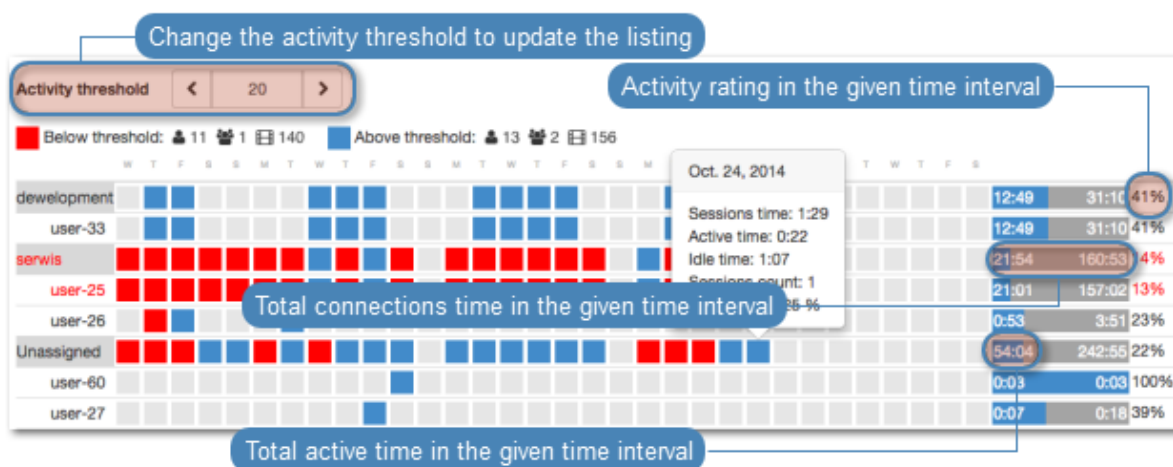 Change the activity threshold to update the listing
Activity threshold 20
Activity rating in the given time interval
Below threshold: 11 1 140 Above threshold: 13 2 156
W T F S S M T W T F S S M T W T F S S M T W T F S
Oct. 24, 2014
dewelopment 12:49 31:10 41%
Sessions time: 1:29
user-33 12:49 31:10 41%
Active time: 0:22
serwis 21:54 160:53 4%
Idle time: 1:07
user-25 21:01 157:02 13%
Sessions count: 1
Total connections time in the given time interval
25 %
user-26 0:53 3:51 23%
Unassigned 54:04 242:55 22%
user-60 0:03 0:03 100%
user-27 0:07 0:18 39%
Total active time in the given time interval